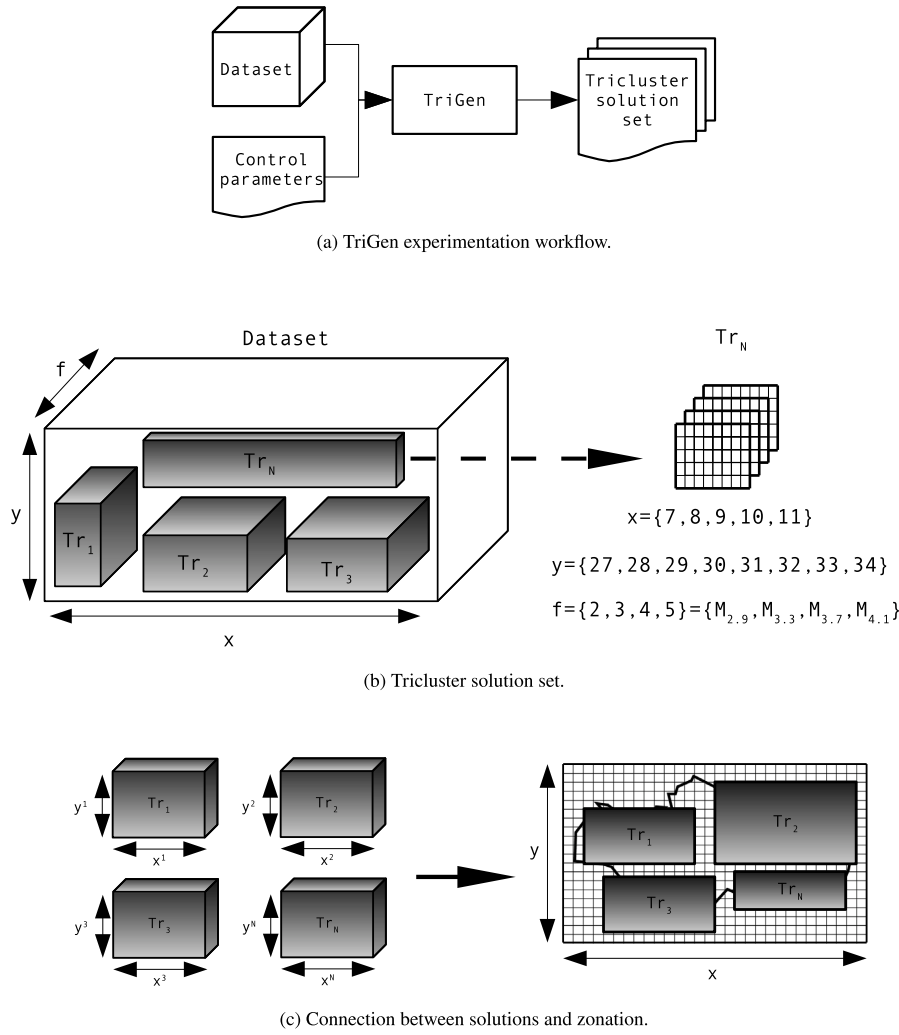 Dataset
Control
parameters
TriGen
Tricluster
solution
set
(a) TriGen experimentation workflow.
Dataset
f
y
x
Tr_N
Tr_1
Tr_2
Tr_3
Tr_N
x={7,8,9,10,11}
y={27,28,29,30,31,32,33,34}
f={2,3,4,5}={M_2.9,M_3.3,M_3.7,M_4.1}
(b) Tricluster solution set.
y^1
Tr_1
x^1
y^2
Tr_2
x^2
y^3
Tr_3
x^3
y^N
Tr_N
x^N
y
Tr_1
Tr_2
Tr_3
Tr_N
x
(c) Connection between solutions and zonation.